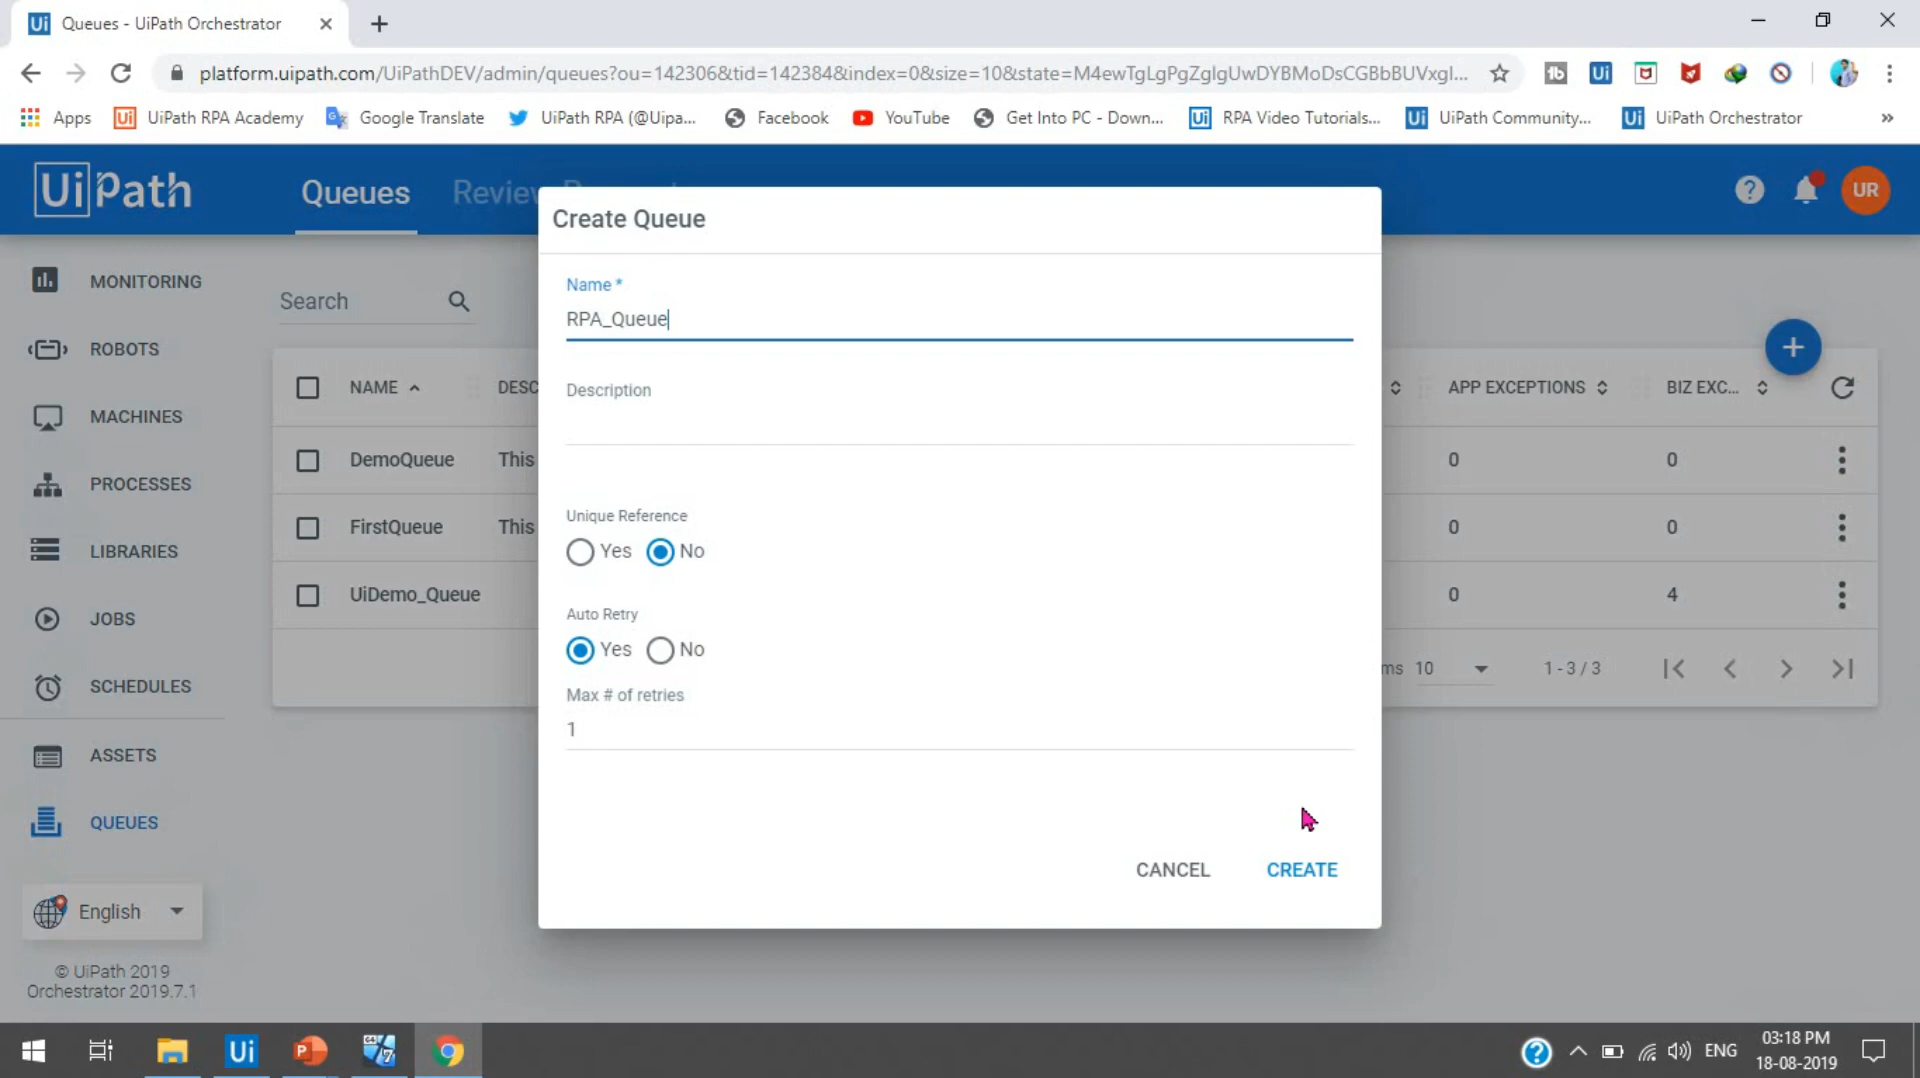 Ui Queues - UiPath Orchestrator
platform.uipath.com/UiPathDEV/admin/queues?ou=142306&tid=142384&index=0&size=10&state=M4ewTgLgPgZglgUwDYBMoDsCGBbBUVxgl...
Apps UiPath RPA Academy Google Translate UiPath RPA (@Uipa... Facebook YouTube Get Into PC - Down... RPA Video Tutorials... UiPath Community... UiPath Orchestrator »
UiPath Queues UR
Create Queue
MONITORING
ROBOTS
MACHINES
PROCESSES
LIBRARIES
JOBS
SCHEDULES
ASSETS
QUEUES
English
© UiPath 2019
Orchestrator 2019.7.1
Search
NAME DESC APP EXCEPTIONS BIZ EXC...
DemoQueue This 0 0
FirstQueue This 0 0
UiDemo_Queue 0 4
ms 10 1 - 3 / 3
Name *
RPA_Queue
Description
Unique Reference
Yes No
Auto Retry
Yes No
Max # of retries
1
CANCEL CREATE
Ui ENG 03:18 PM
18-08-2019